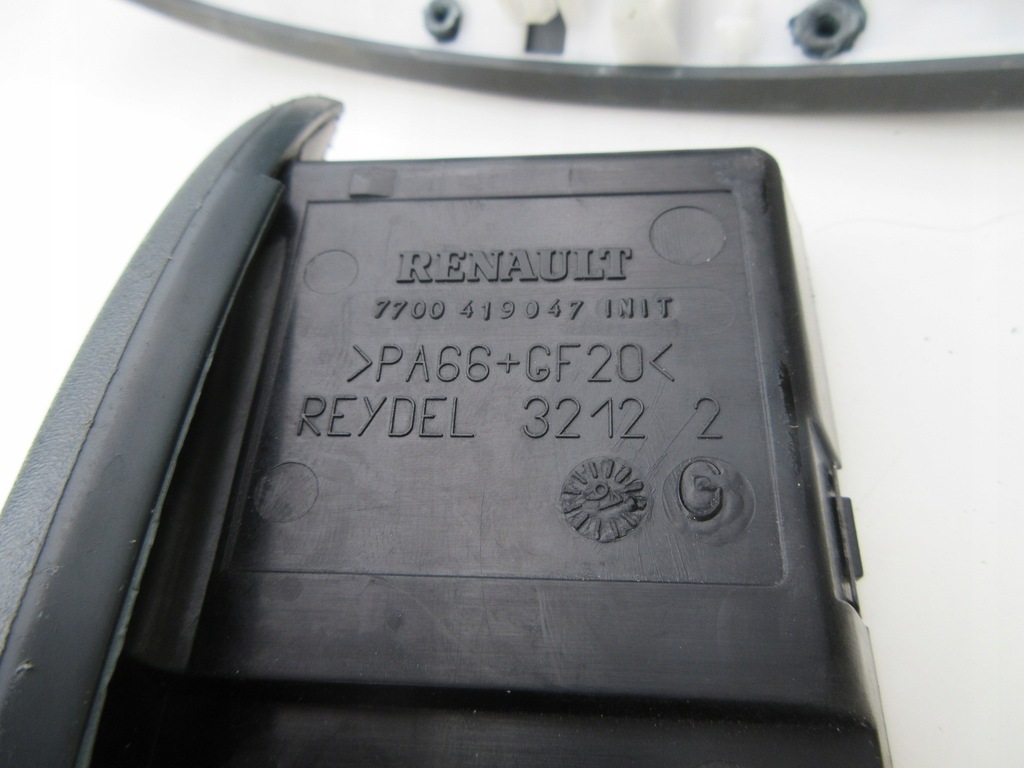 RENAULT
7700 419047 INIT
>PA66+GF20<
REYDEL 3212 2
G